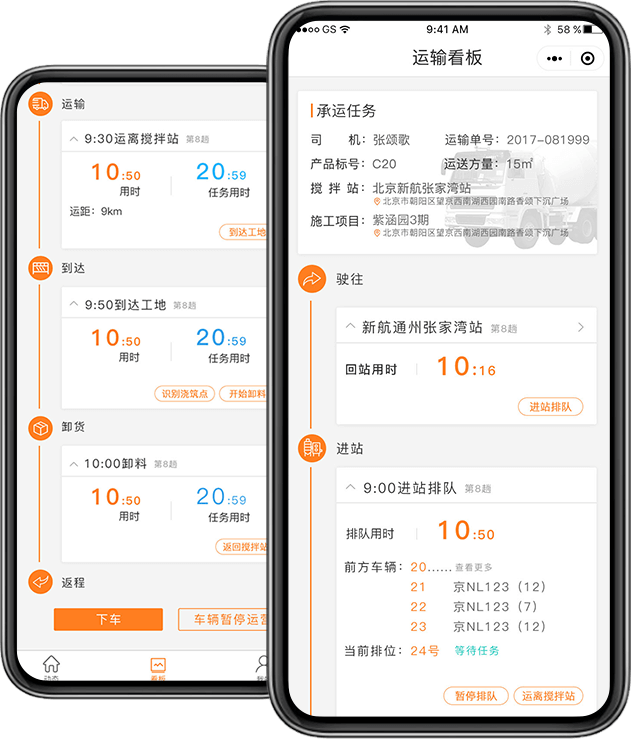 运输
9:30运离搅拌站 第8趟
10:50 20:59
用时 任务用时
运距：9km
到达工地
到达
9:50到达工地 第8趟
10:50 20:59
用时 任务用时
识别浇筑点 开始卸料
卸货
10:00卸料 第8趟
10:50 20:59
用时 任务用时
返回搅拌站
返程
下车 车辆暂停运营
动态 看板
GS 9:41 AM 58 %
运输看板
承运任务
司 机：张颂歌 运输单号：2017-081999
产品标号：C20 运送方量：15㎡
搅 拌 站：北京新航张家湾站
北京市朝阳区望京西南湖西园南路香颂下沉广场
施工项目：紫涵园3期
北京市朝阳区望京西南湖西园南路香颂下沉广场
驶往
新航通州张家湾站 第8趟
回站用时 10:16
进站排队
进站
9:00进站排队 第8趟
排队用时 10:50
前方车辆：20......查看更多
21 京NL123（12）
22 京NL123（7）
23 京NL123（12）
当前排位：24号 等待任务
暂停排队 运离搅拌站